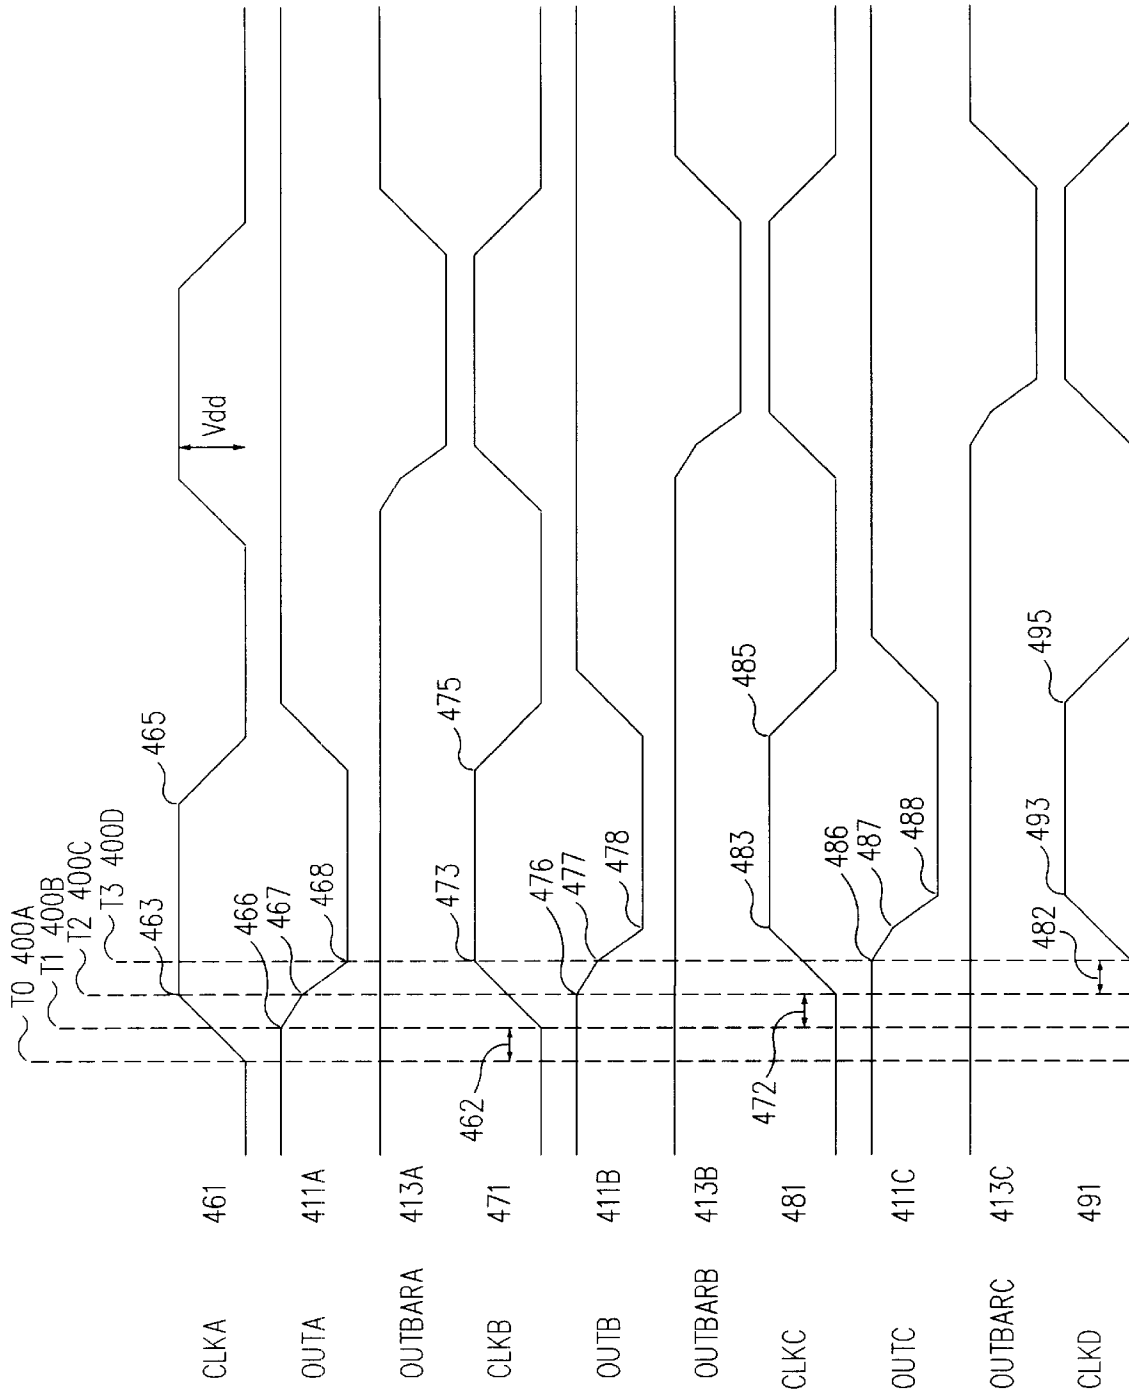 T0 400A
T1 400B
T2 400C
T3 400D
CLKA 461
463
465
Vdd
OUTA 411A
466
467
468
OUTBARA 413A
CLKB 471
462
473
475
OUTB 411B
476
477
478
OUTBARB 413B
CLKC 481
472
483
485
OUTC 411C
486
487
488
OUTBARC 413C
CLKD 491
482
493
495